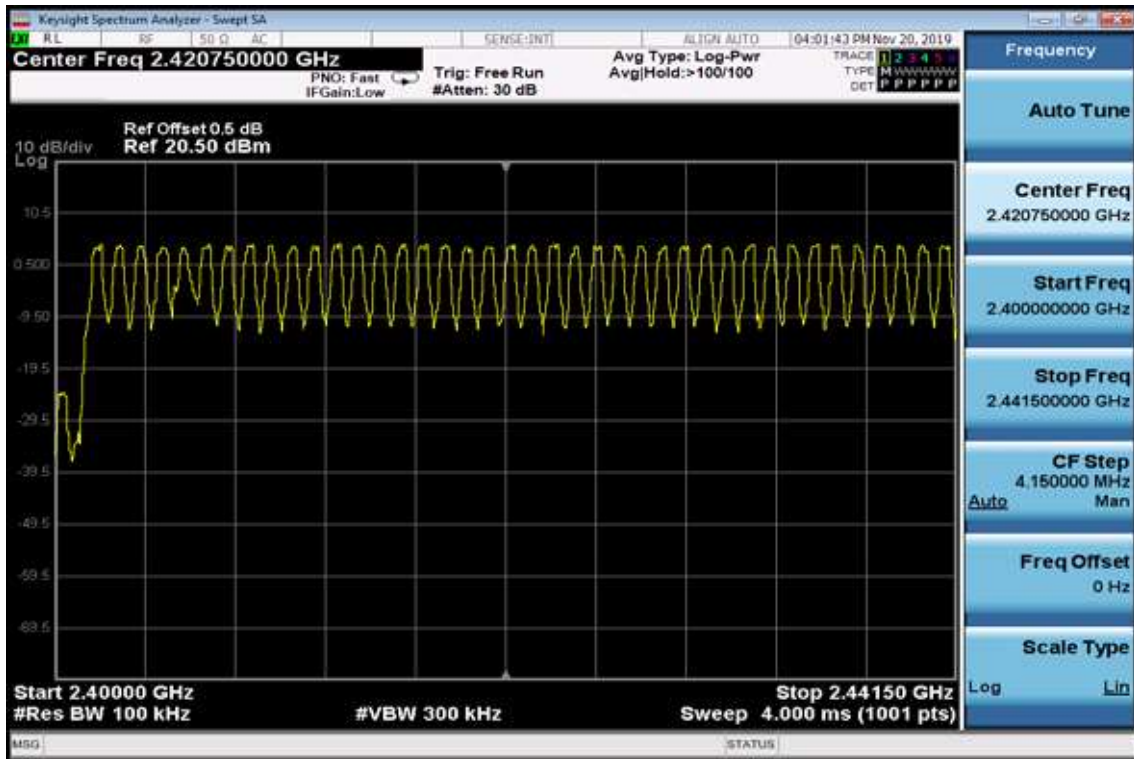 Keysight Spectrum Analyzer - Swept SA
RL RF 50 Ω AC SENSE:INT ALIGN AUTO 04:01:43 PM Nov 20, 2019
Center Freq 2.420750000 GHz
PNO: Fast
IFGain:Low
Trig: Free Run
#Atten: 30 dB
Avg Type: Log-Pwr
Avg|Hold:>100/100
TRACE 1 2 3 4 5 6
TYPE M W W W W W
DET P P P P P P
Ref Offset 0.5 dB
10 dB/div Ref 20.50 dBm
Log
10.5
0.500
-9.50
-19.5
-29.5
-39.5
-49.5
-59.5
-69.5
Start 2.40000 GHz Stop 2.44150 GHz
#Res BW 100 kHz #VBW 300 kHz Sweep 4.000 ms (1001 pts)
MSG STATUS
Frequency
Auto Tune
Center Freq
2.420750000 GHz
Start Freq
2.400000000 GHz
Stop Freq
2.441500000 GHz
CF Step
4.150000 MHz
Auto Man
Freq Offset
0 Hz
Scale Type
Log Lin